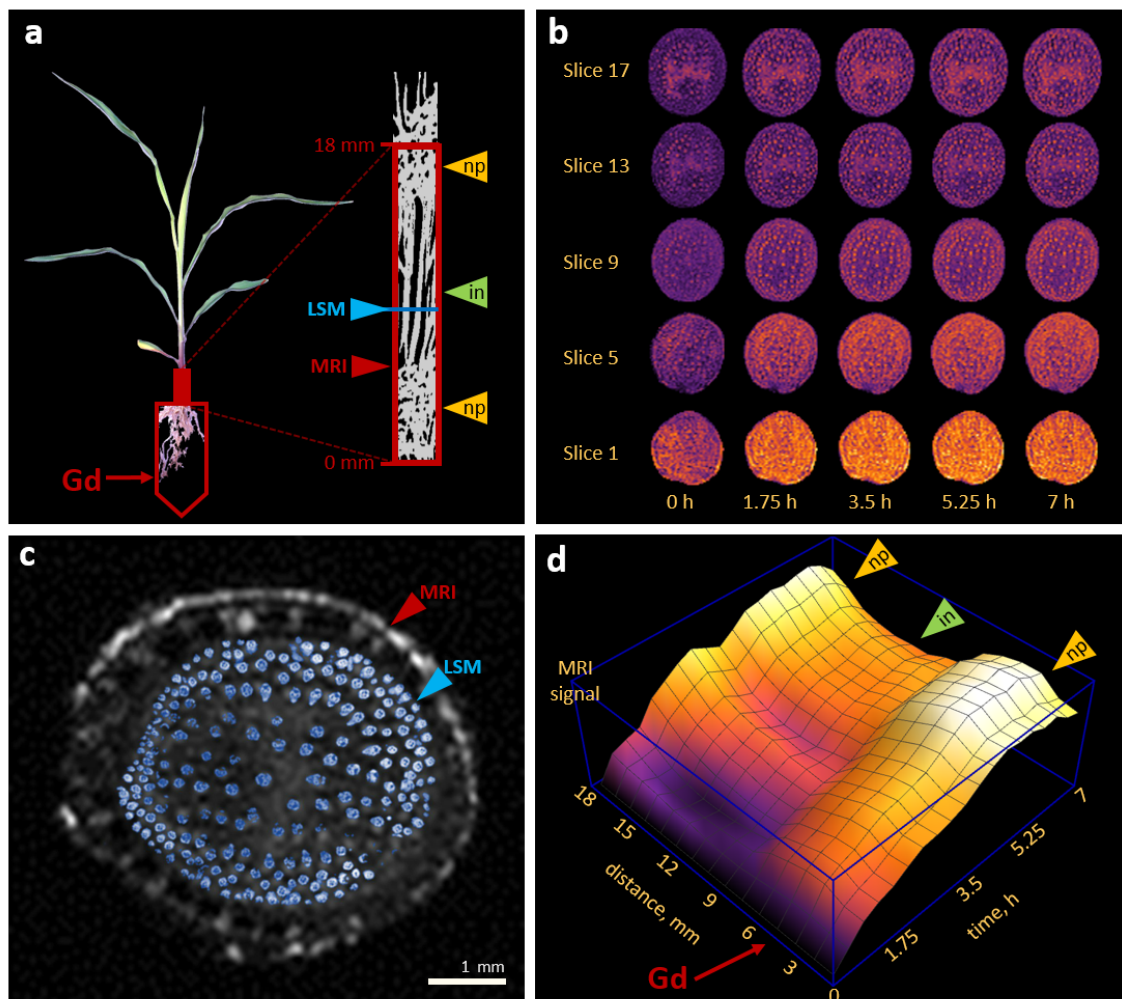 a
18 mm
np
in
LSM
MRI
np
Gd
0 mm
b
Slice 17
Slice 13
Slice 9
Slice 5
Slice 1
0 h 1.75 h 3.5 h 5.25 h 7 h
c
MRI
LSM
1 mm
d
np
in
np
MRI
signal
18
15
12
9
6
3
0
distance, mm
1.75
3.5
5.25
7
time, h
Gd